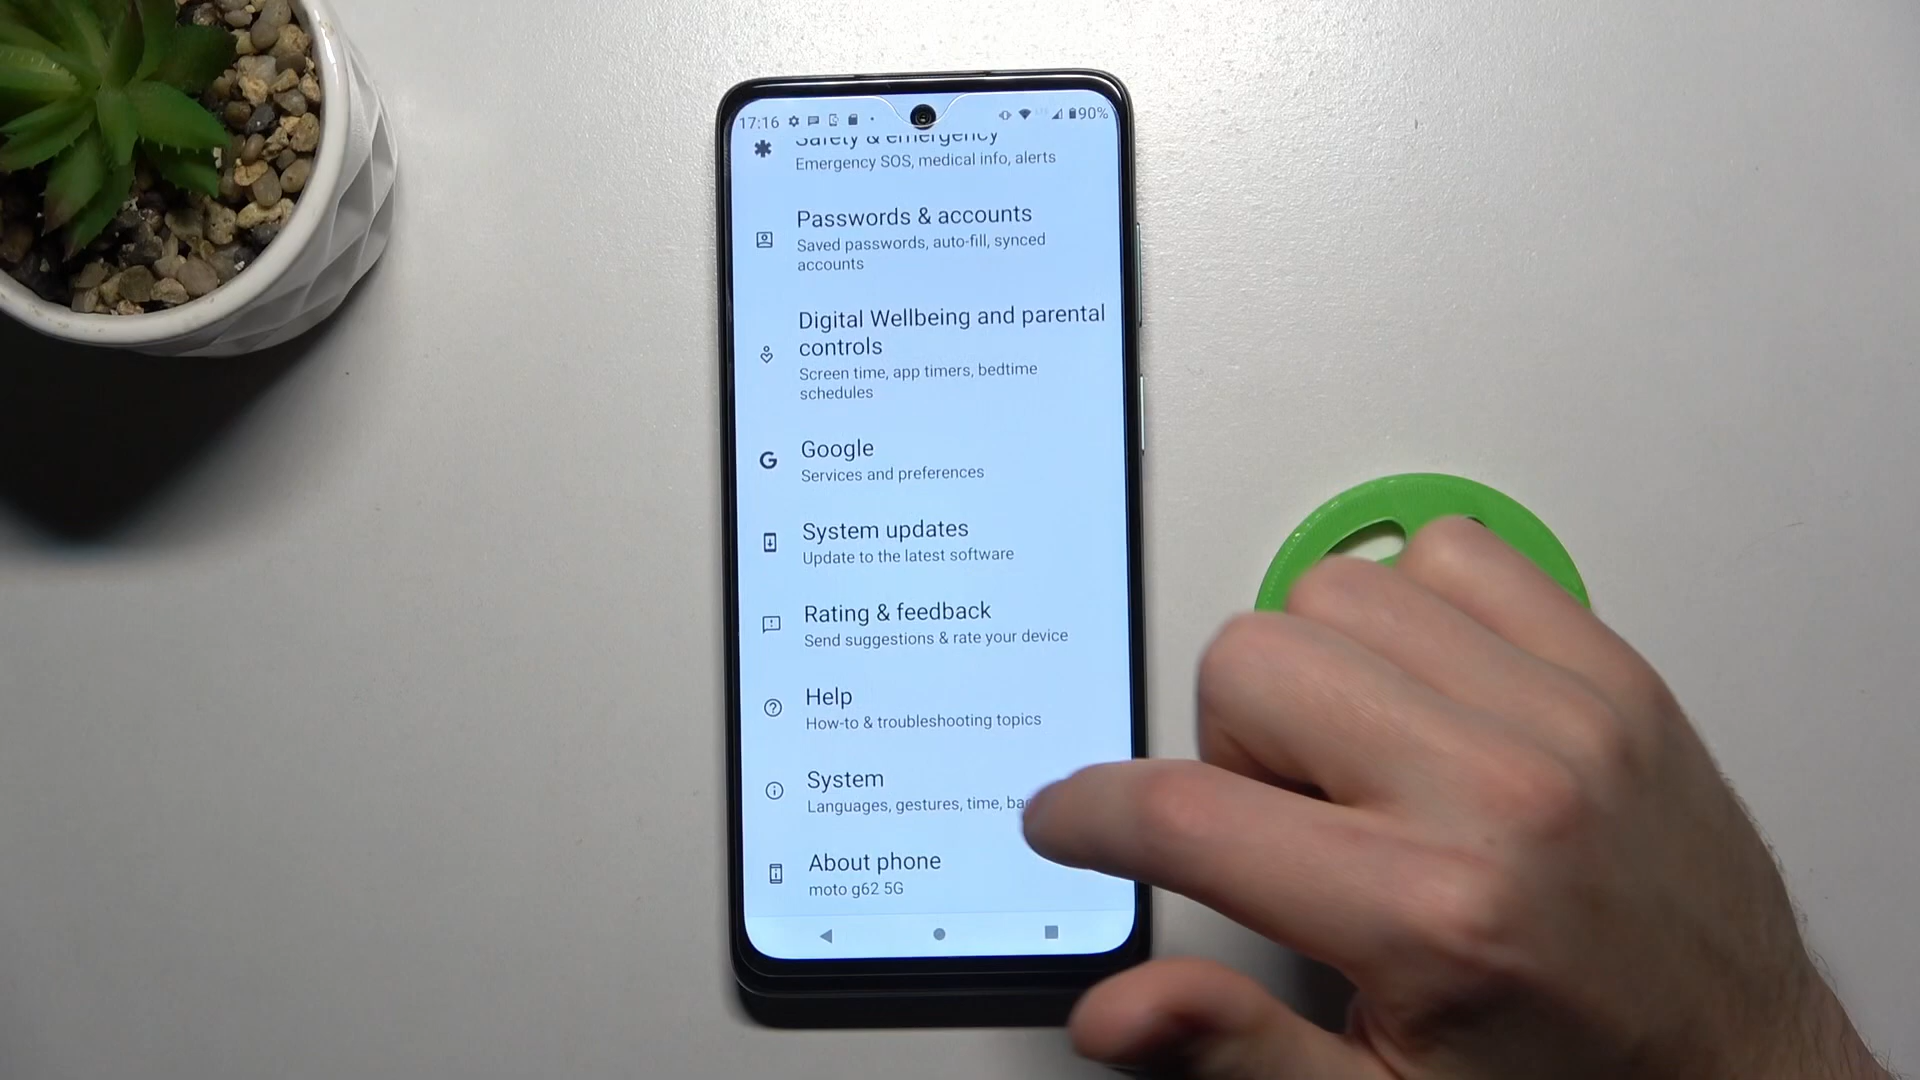 17:16
90%
Safety & emergency
Emergency SOS, medical info, alerts
Passwords & accounts
Saved passwords, auto-fill, synced
accounts
Digital Wellbeing and parental
controls
Screen time, app timers, bedtime
schedules
Google
Services and preferences
System updates
Update to the latest software
Rating & feedback
Send suggestions & rate your device
Help
How-to & troubleshooting topics
System
Languages, gestures, time,
About phone
moto g62 5G